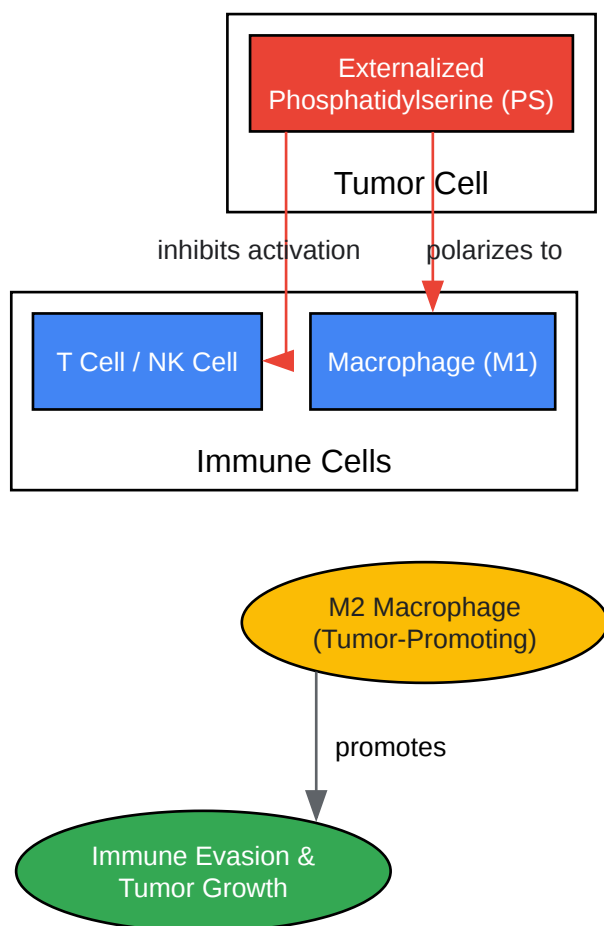 Externalized
Phosphatidylserine (PS)
Tumor Cell
inhibits activation
polarizes to
T Cell / NK Cell
Macrophage (M1)
Immune Cells
M2 Macrophage
(Tumor-Promoting)
promotes
Immune Evasion &
Tumor Growth